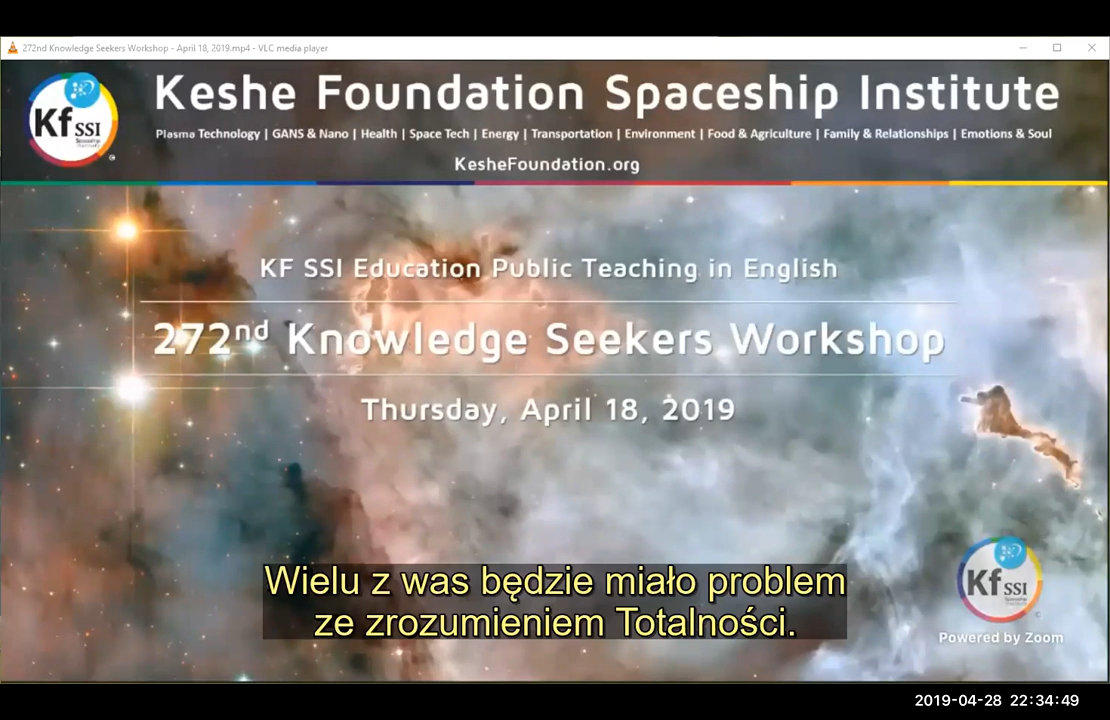 272nd Knowledge Seekers Workshop - April 18, 2019.mp4 - VLC media player
Kf SSI
Keshe Foundation Spaceship Institute
Plasma Technology | GANS & Nano | Health | Space Tech | Energy | Transportation | Environment | Food & Agriculture | Family & Relationships | Emotions & Soul
KesheFoundation.org
KF SSI Education Public Teaching in English
272nd Knowledge Seekers Workshop
Thursday, April 18, 2019
Wielu z was będzie miało problem
ze zrozumieniem Totalności.
Kf SSI
Powered by Zoom
2019-04-28 22:34:49